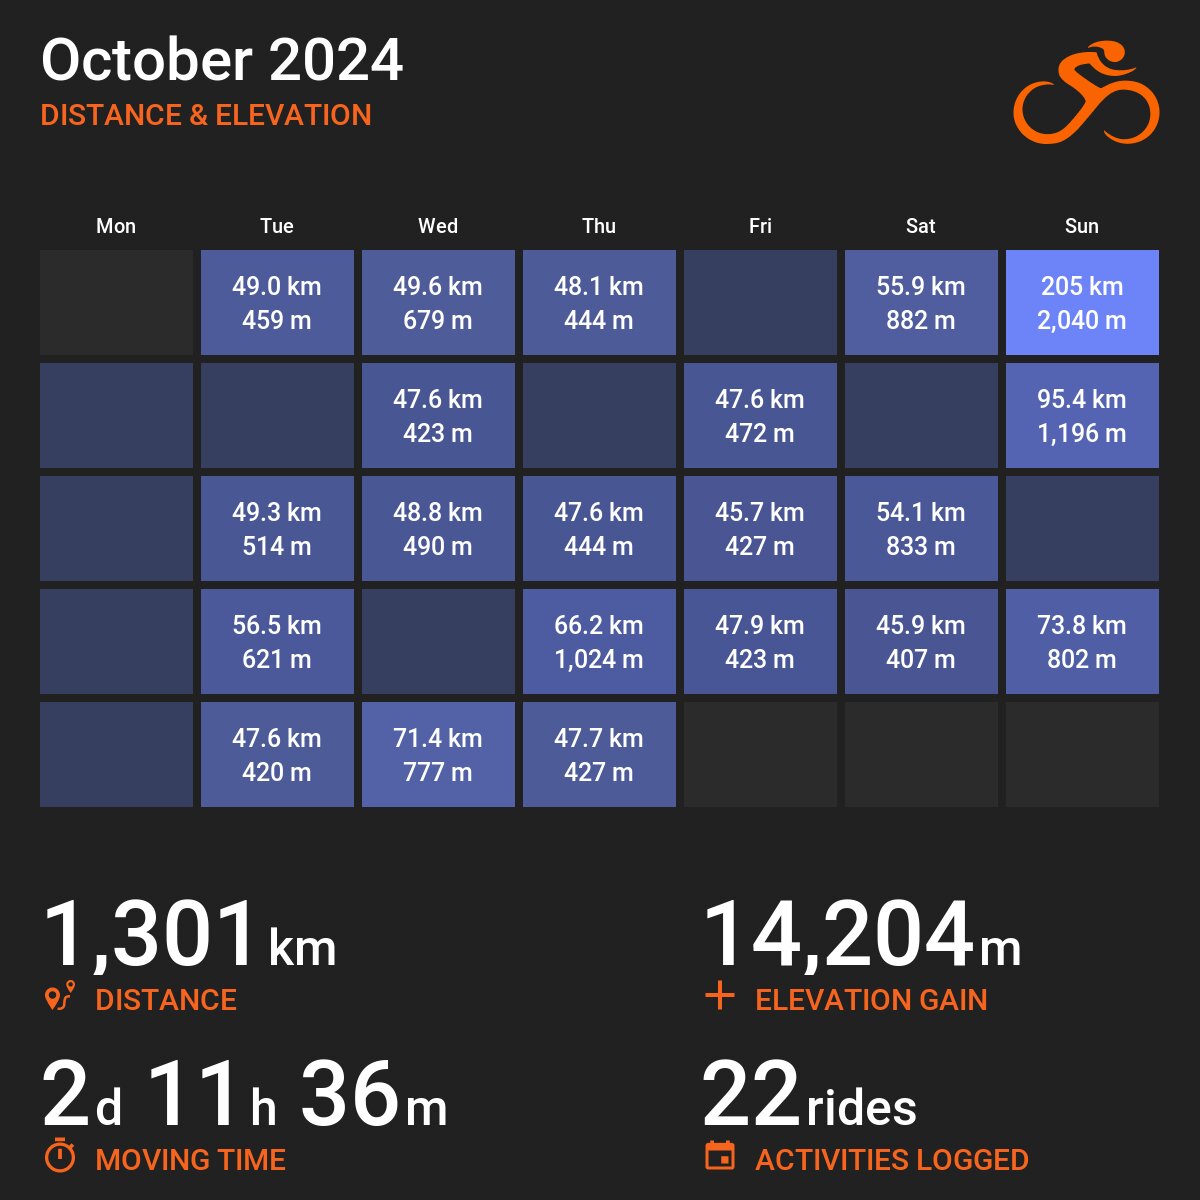 October 2024
DISTANCE & ELEVATION
Mon Tue Wed Thu Fri Sat Sun
49.0 km 49.6 km 48.1 km 55.9 km 205 km
459 m 679 m 444 m 882 m 2,040 m
47.6 km 47.6 km 95.4 km
423 m 472 m 1,196 m
49.3 km 48.8 km 47.6 km 45.7 km 54.1 km
514 m 490 m 444 m 427 m 833 m
56.5 km 66.2 km 47.9 km 45.9 km 73.8 km
621 m 1,024 m 423 m 407 m 802 m
47.6 km 71.4 km 47.7 km
420 m 777 m 427 m
1,301 km 14,204 m
DISTANCE ELEVATION GAIN
2d 11h 36m 22 rides
MOVING TIME ACTIVITIES LOGGED